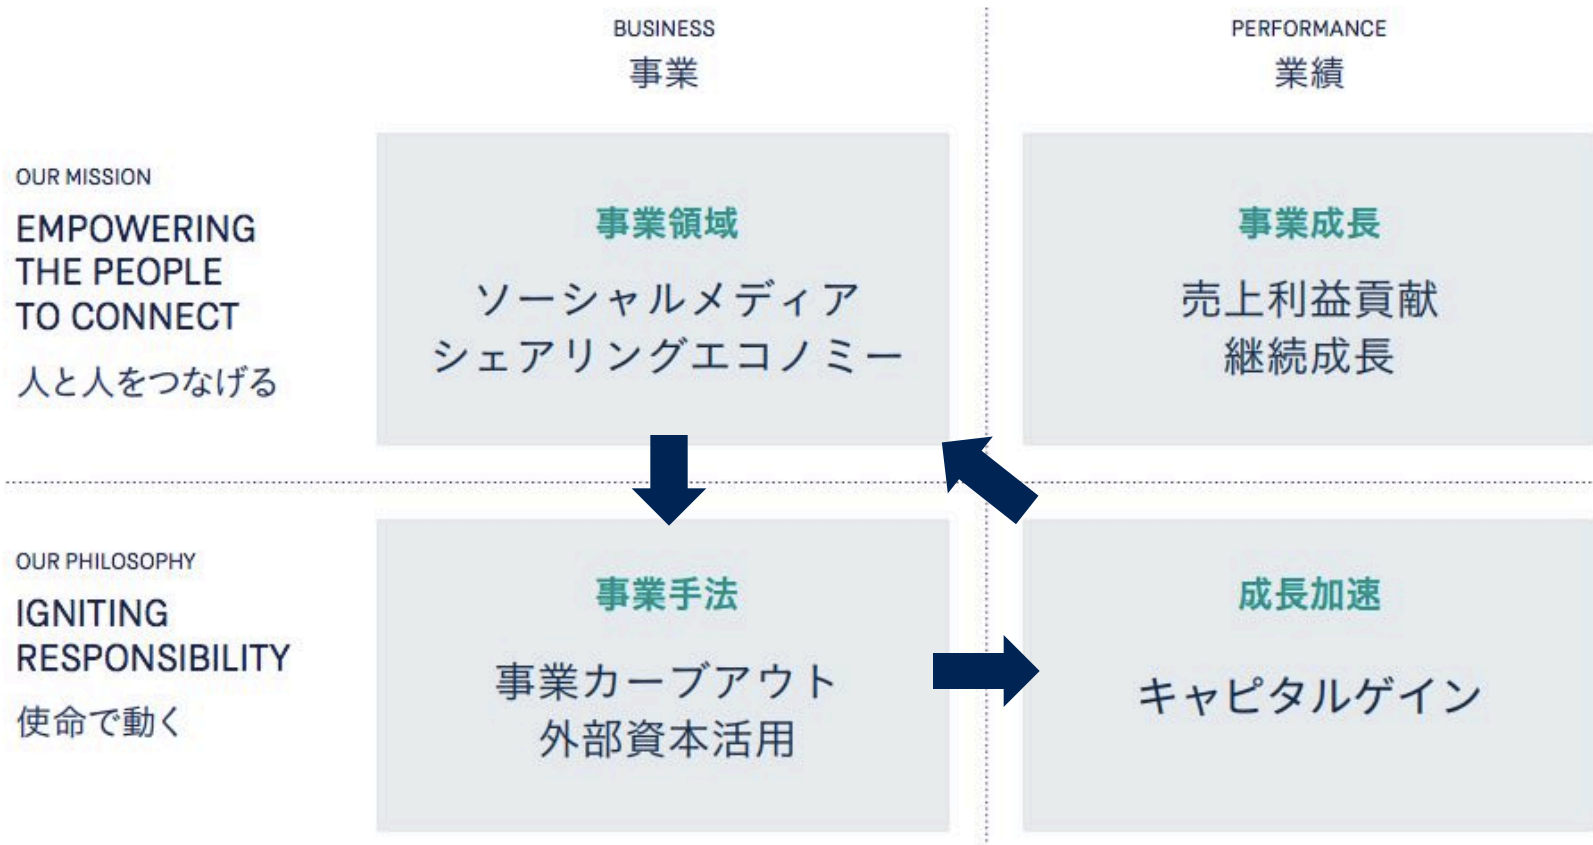 BUSINESS
事業
PERFORMANCE
業績
OUR MISSION
EMPOWERING
THE PEOPLE
TO CONNECT
人と人をつなげる
事業領域
ソーシャルメディア
シェアリングエコノミー
事業成長
売上利益貢献
継続成長
OUR PHILOSOPHY
IGNITING
RESPONSIBILITY
使命で動く
事業手法
事業カーブアウト
外部資本活用
成長加速
キャピタルゲイン